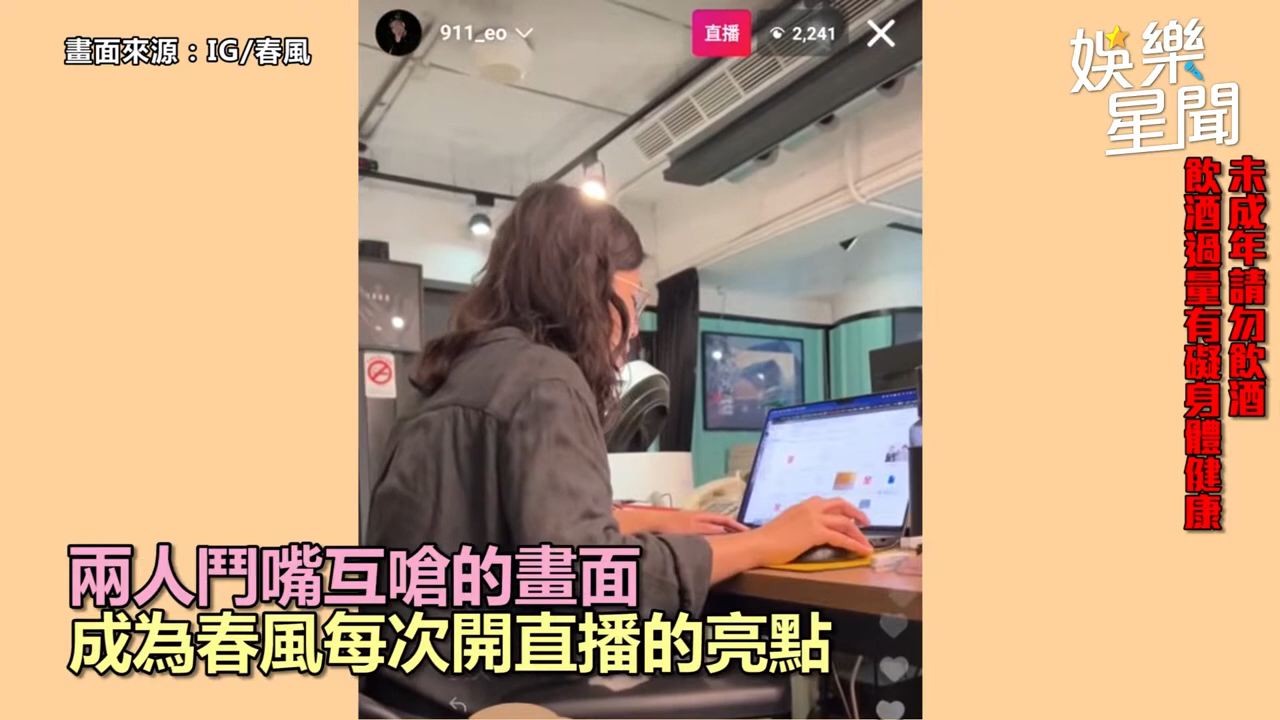 畫面來源：IG/春風
911_eo
直播
2,241
娛樂
星聞
未成年請勿飲酒
飲酒過量有礙身體健康
兩人鬥嘴互嗆的畫面
成為春風每次開直播的亮點